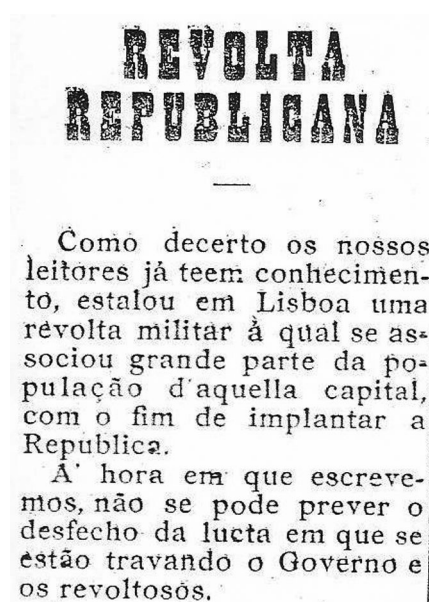 REVOLTA
REPUBLICANA
Como decerto os nossos
leitores já teem conhecimen-
to, estalou em Lisboa uma
revolta militar à qual se as-
sociou grande parte da po-
pulação d'aquella capital,
com o fim de implantar a
Republica.
A' hora em que escreve-
mos, não se pode prever o
desfecho da lucta em que se
estão travando o Governo e
os revoltosos.